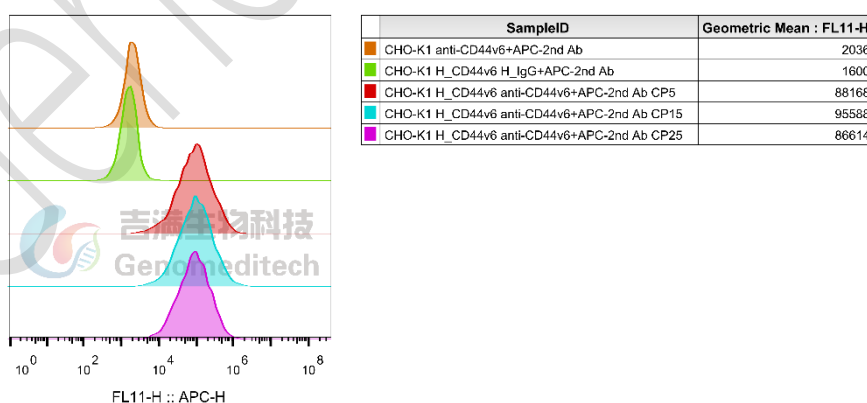 SampleID Geometric Mean : FL11-H
CHO-K1 anti-CD44v6+APC-2nd Ab 2036
CHO-K1 H_CD44v6 H_IgG+APC-2nd Ab 1600
CHO-K1 H_CD44v6 anti-CD44v6+APC-2nd Ab CP5 88168
CHO-K1 H_CD44v6 anti-CD44v6+APC-2nd Ab CP15 95588
CHO-K1 H_CD44v6 anti-CD44v6+APC-2nd Ab CP25 86614
吉满生物科技
Genomeditech
10^0 10^2 10^4 10^6 10^8
FL11-H :: APC-H